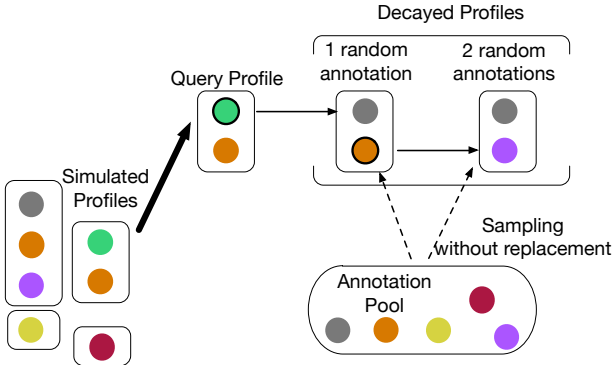 Decayed Profiles
1 random
annotation
2 random
annotations
Query Profile
Simulated
Profiles
Sampling
without replacement
Annotation
Pool